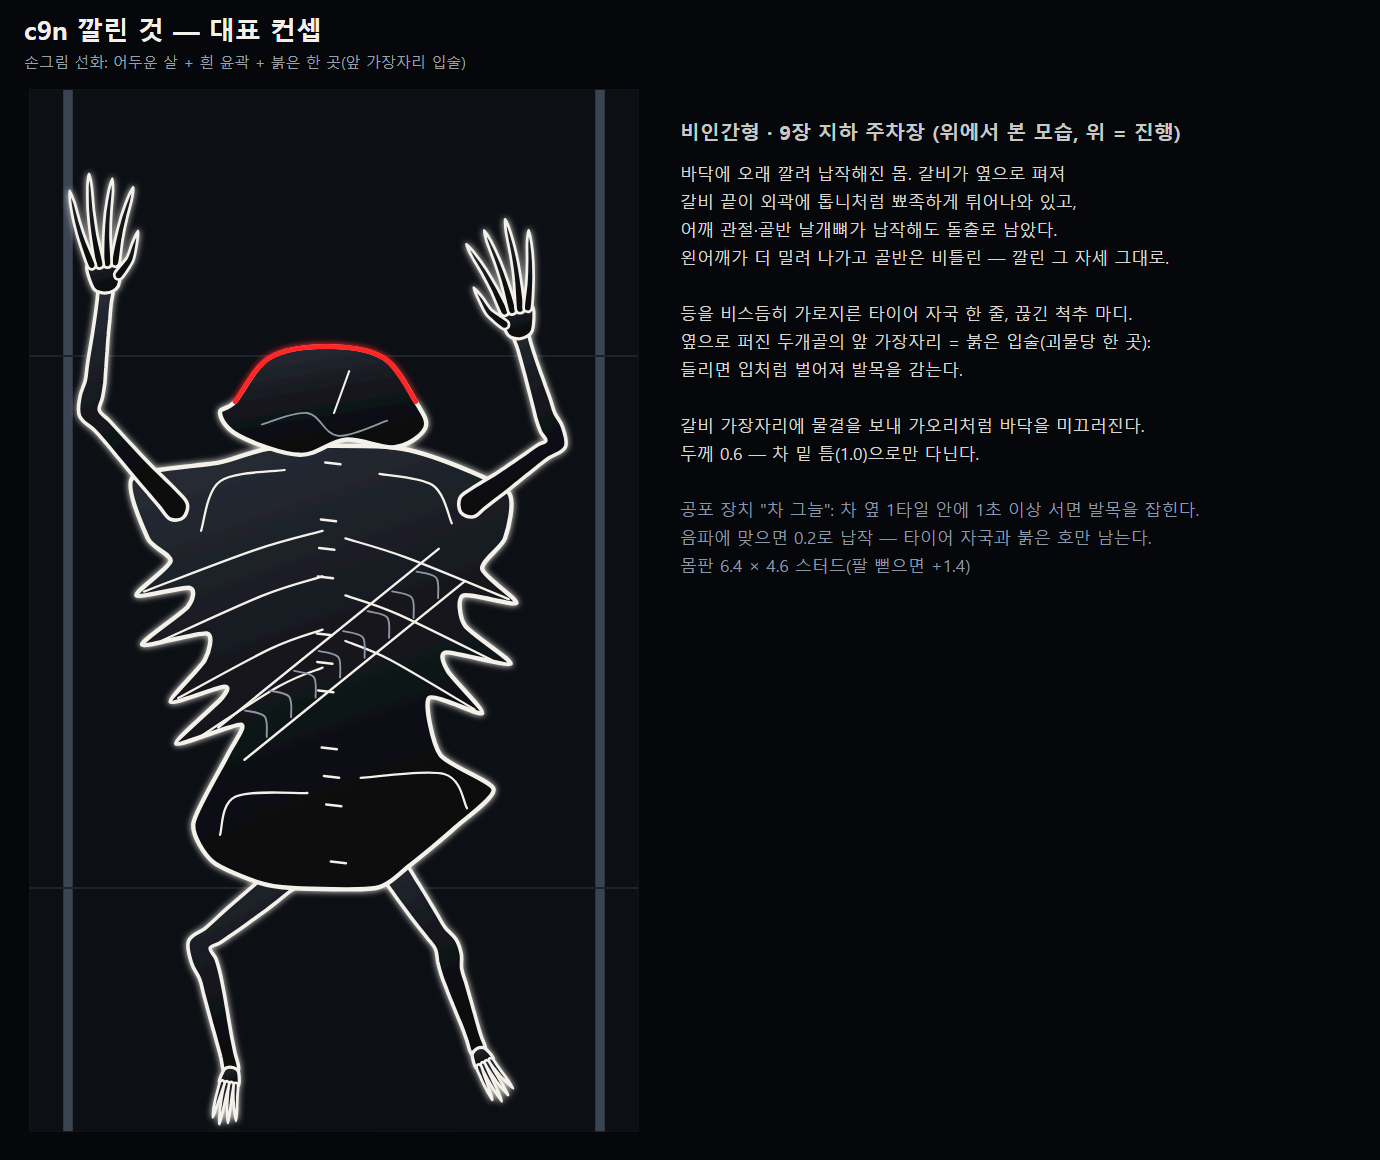 c9n 깔린 것 — 대표 컨셉
손그림 선화: 어두운 살 + 흰 윤곽 + 붉은 한 곳(앞 가장자리 입술)
비인간형 · 9장 지하 주차장 (위에서 본 모습, 위 = 진행)
바닥에 오래 깔려 납작해진 몸. 갈비가 옆으로 펴져
갈비 끝이 외곽에 톱니처럼 뾰족하게 튀어나와 있고,
어깨 관절·골반 날개뼈가 납작해도 돌출로 남았다.
왼어깨가 더 밀려 나가고 골반은 비틀린 — 깔린 그 자세 그대로.
등을 비스듬히 가로지른 타이어 자국 한 줄, 끊긴 척추 마디.
옆으로 퍼진 두개골의 앞 가장자리 = 붉은 입술(괴물당 한 곳):
들리면 입처럼 벌어져 발목을 감는다.
갈비 가장자리에 물결을 보내 가오리처럼 바닥을 미끄러진다.
두께 0.6 — 차 밑 틈(1.0)으로만 다닌다.
공포 장치 "차 그늘": 차 옆 1타일 안에 1초 이상 서면 발목을 잡힌다.
음파에 맞으면 0.2로 납작 — 타이어 자국과 붉은 호만 남는다.
몸판 6.4 × 4.6 스터드(팔 뻗으면 +1.4)